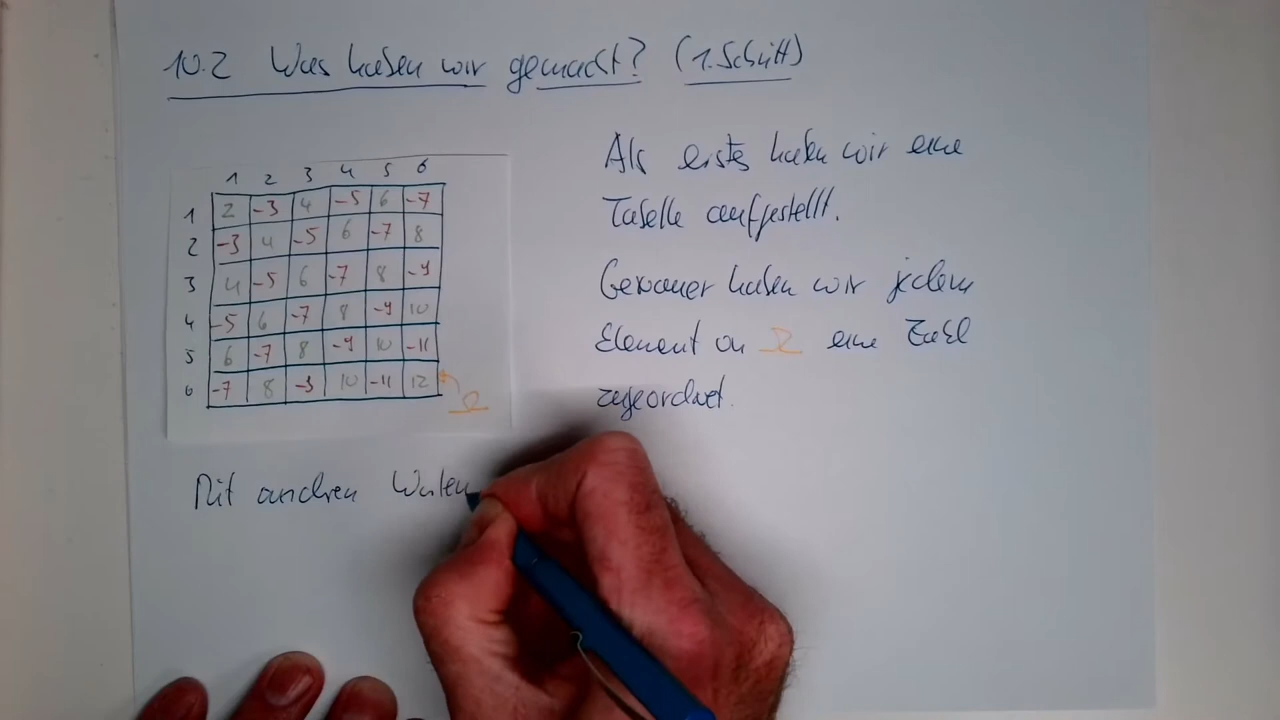 10.2 Was haben wir gemacht? (1. Schritt)
1 2 3 4 5 6
1 2 -3 4 -5 6 -7
2 -3 4 -5 6 -7 8
3 4 -5 6 -7 8 -9
4 -5 6 -7 8 -9 10
5 6 -7 8 -9 10 -11
6 -7 8 -9 10 -11 12
Ω
Als erstes haben wir eine
Tabelle aufgestellt.
Genauer haben wir jedem
Element in Ω eine Zahl
zugeordnet.
Mit anderen Worten